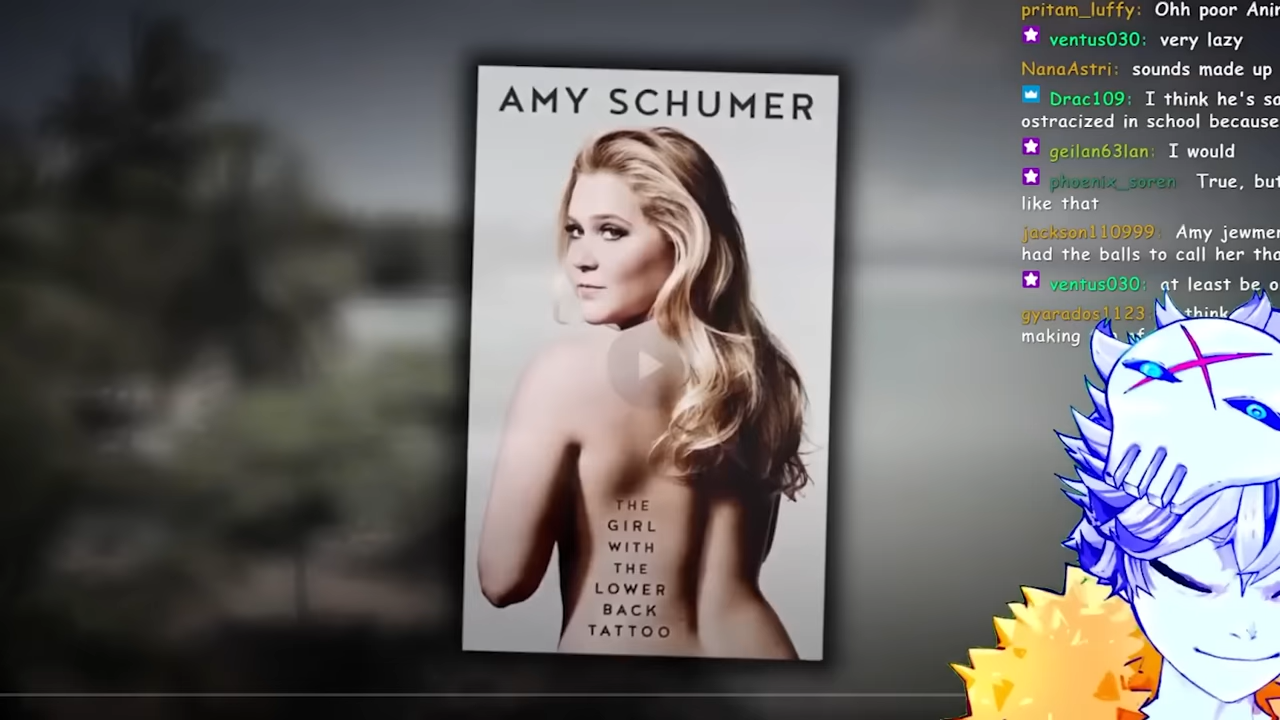 AMY SCHUMER
THE
GIRL
WITH
THE
LOWER
BACK
TATTOO
pritam_luffy: Ohh poor
ventus030: very lazy
NanaAstri: sounds made up
Drac109: I think he's
ostracized in school because
geilan63lan: I would
phoenix_soren True, but
like that
jackson110999: Amy
had the balls to call her
ventus030: at least be
gyarados1123: think
making